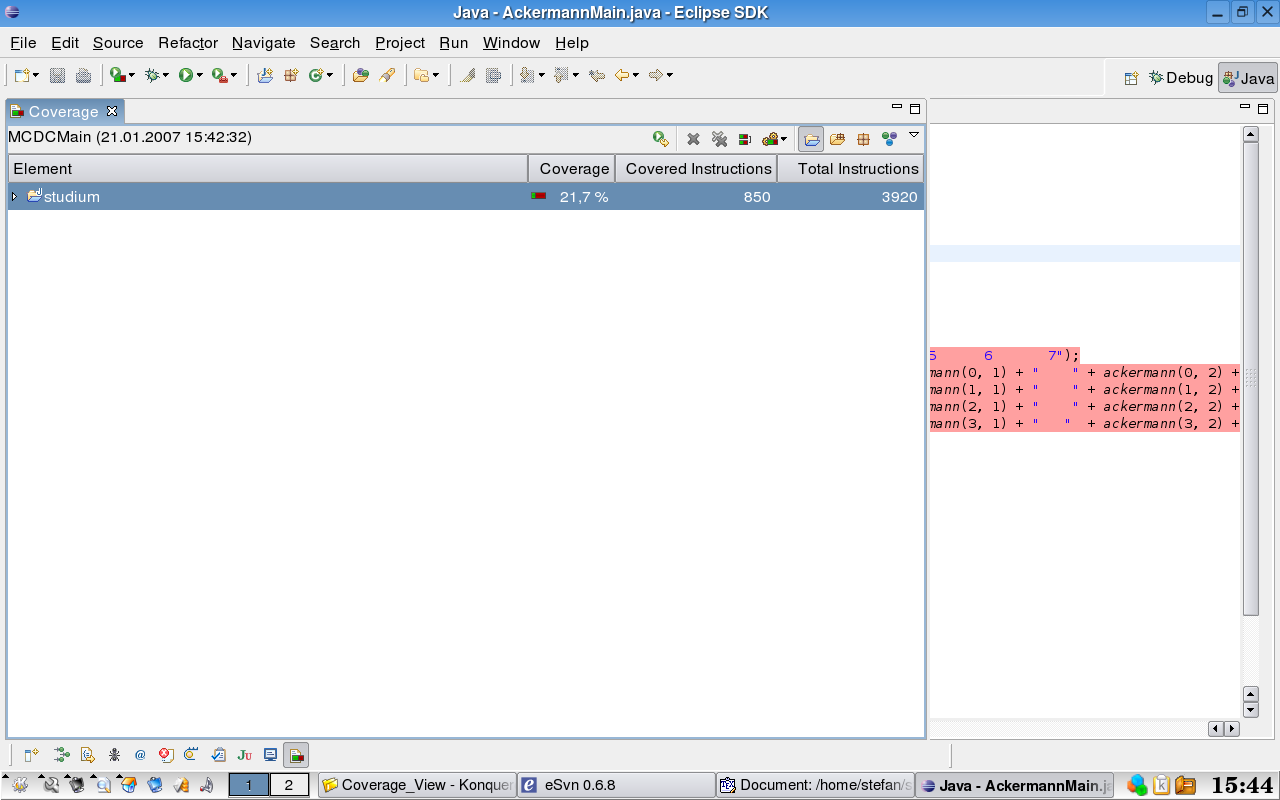 Java - AckermannMain.java - Eclipse SDK
File Edit Source Refactor Navigate Search Project Run Window Help
Debug Java
Coverage
MCDCMain (21.01.2007 15:42:32)
Element Coverage Covered Instructions Total Instructions
studium 21,7 % 850 3920
5 6 7");
mann(0, 1) + " " + ackermann(0, 2) +
mann(1, 1) + " " + ackermann(1, 2) +
mann(2, 1) + " " + ackermann(2, 2) +
mann(3, 1) + " " + ackermann(3, 2) +
@ Ju
1 2 Coverage_View - Konquer eSvn 0.6.8 Document: /home/stefan/s Java - AckermannMain.ja 15:44